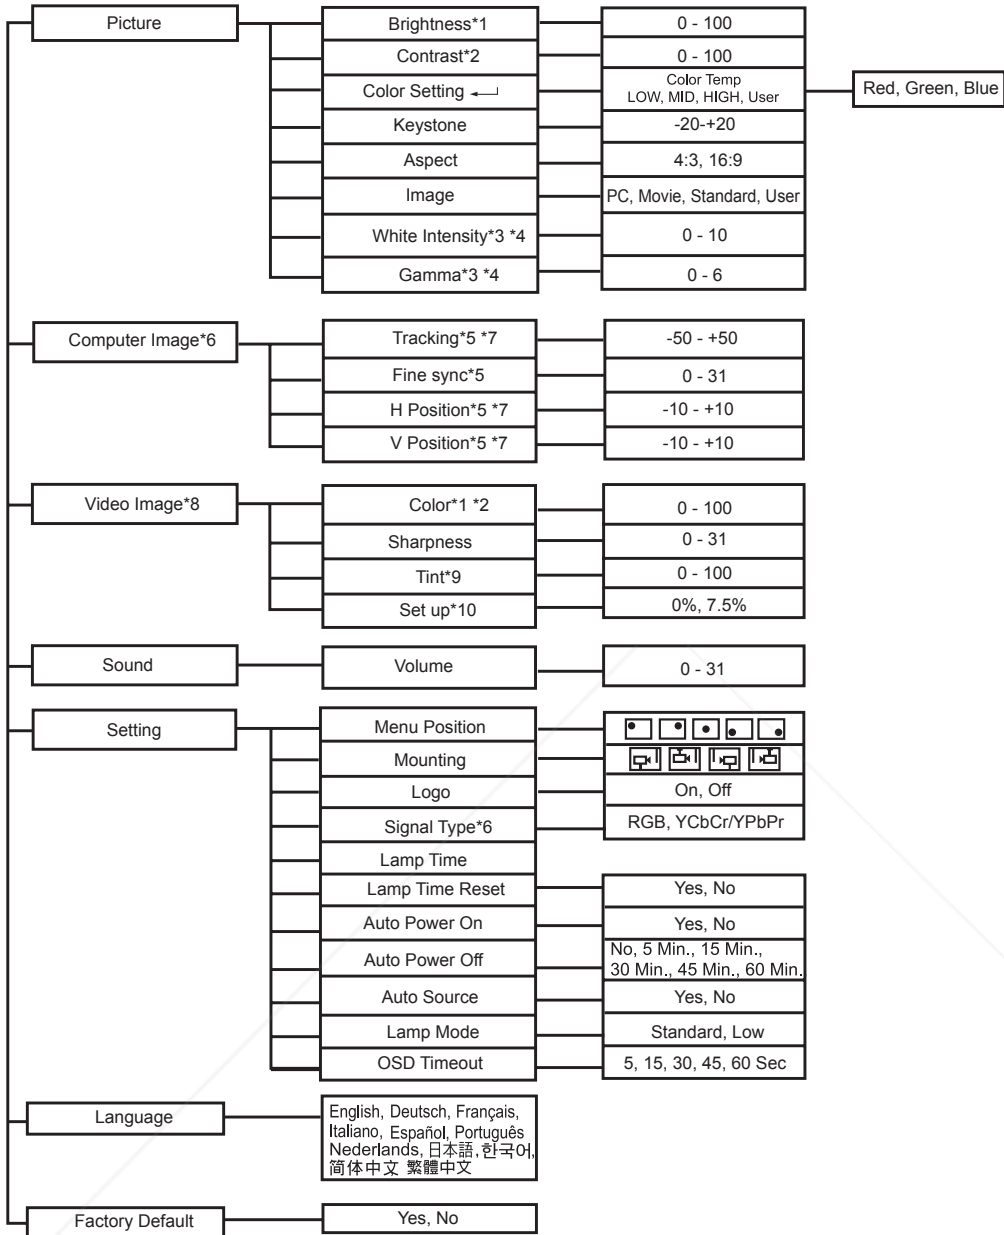 Picture
Brightness*1
0 - 100
Contrast*2
0 - 100
Color Setting
Color Temp
LOW, MID, HIGH, User
Red, Green, Blue
Keystone
-20-+20
Aspect
4:3, 16:9
Image
PC, Movie, Standard, User
White Intensity*3 *4
0 - 10
Gamma*3 *4
0 - 6
Computer Image*6
Tracking*5 *7
-50 - +50
Fine sync*5
0 - 31
H Position*5 *7
-10 - +10
V Position*5 *7
-10 - +10
Video Image*8
Color*1 *2
0 - 100
Sharpness
0 - 31
Tint*9
0 - 100
Set up*10
0%, 7.5%
Sound
Volume
0 - 31
Setting
Menu Position
Mounting
Logo
On, Off
Signal Type*6
RGB, YCbCr/YPbPr
Lamp Time
Lamp Time Reset
Yes, No
Auto Power On
Yes, No
Auto Power Off
No, 5 Min., 15 Min.,
30 Min., 45 Min., 60 Min.
Auto Source
Yes, No
Lamp Mode
Standard, Low
OSD Timeout
5, 15, 30, 45, 60 Sec
Language
English, Deutsch, Français,
Italiano, Español, Português
Nederlands, 日本語, 한국어,
简体中文 繁體中文
Factory Default
Yes, No